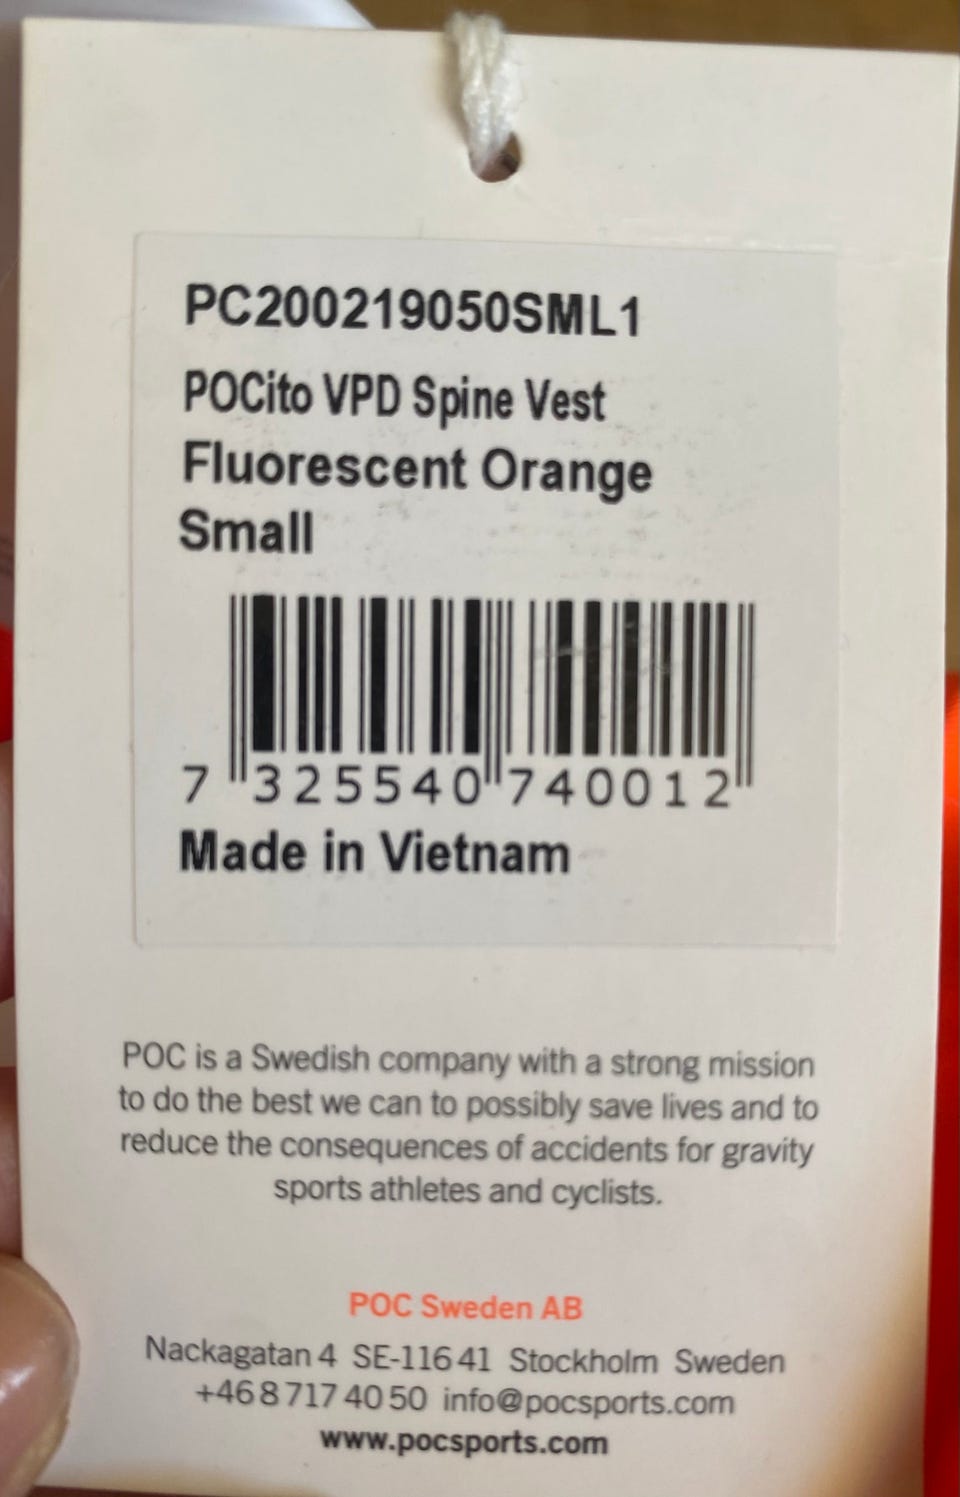 PC200219050SML1
POCito VPD Spine Vest
Fluorescent Orange
Small
7 325540 740012
Made in Vietnam
POC is a Swedish company with a strong mission
to do the best we can to possibly save lives and to
reduce the consequences of accidents for gravity
sports athletes and cyclists.
POC Sweden AB
Nackagatan 4 SE-116 41 Stockholm Sweden
+46 8 717 40 50 info@pocsports.com
www.pocsports.com